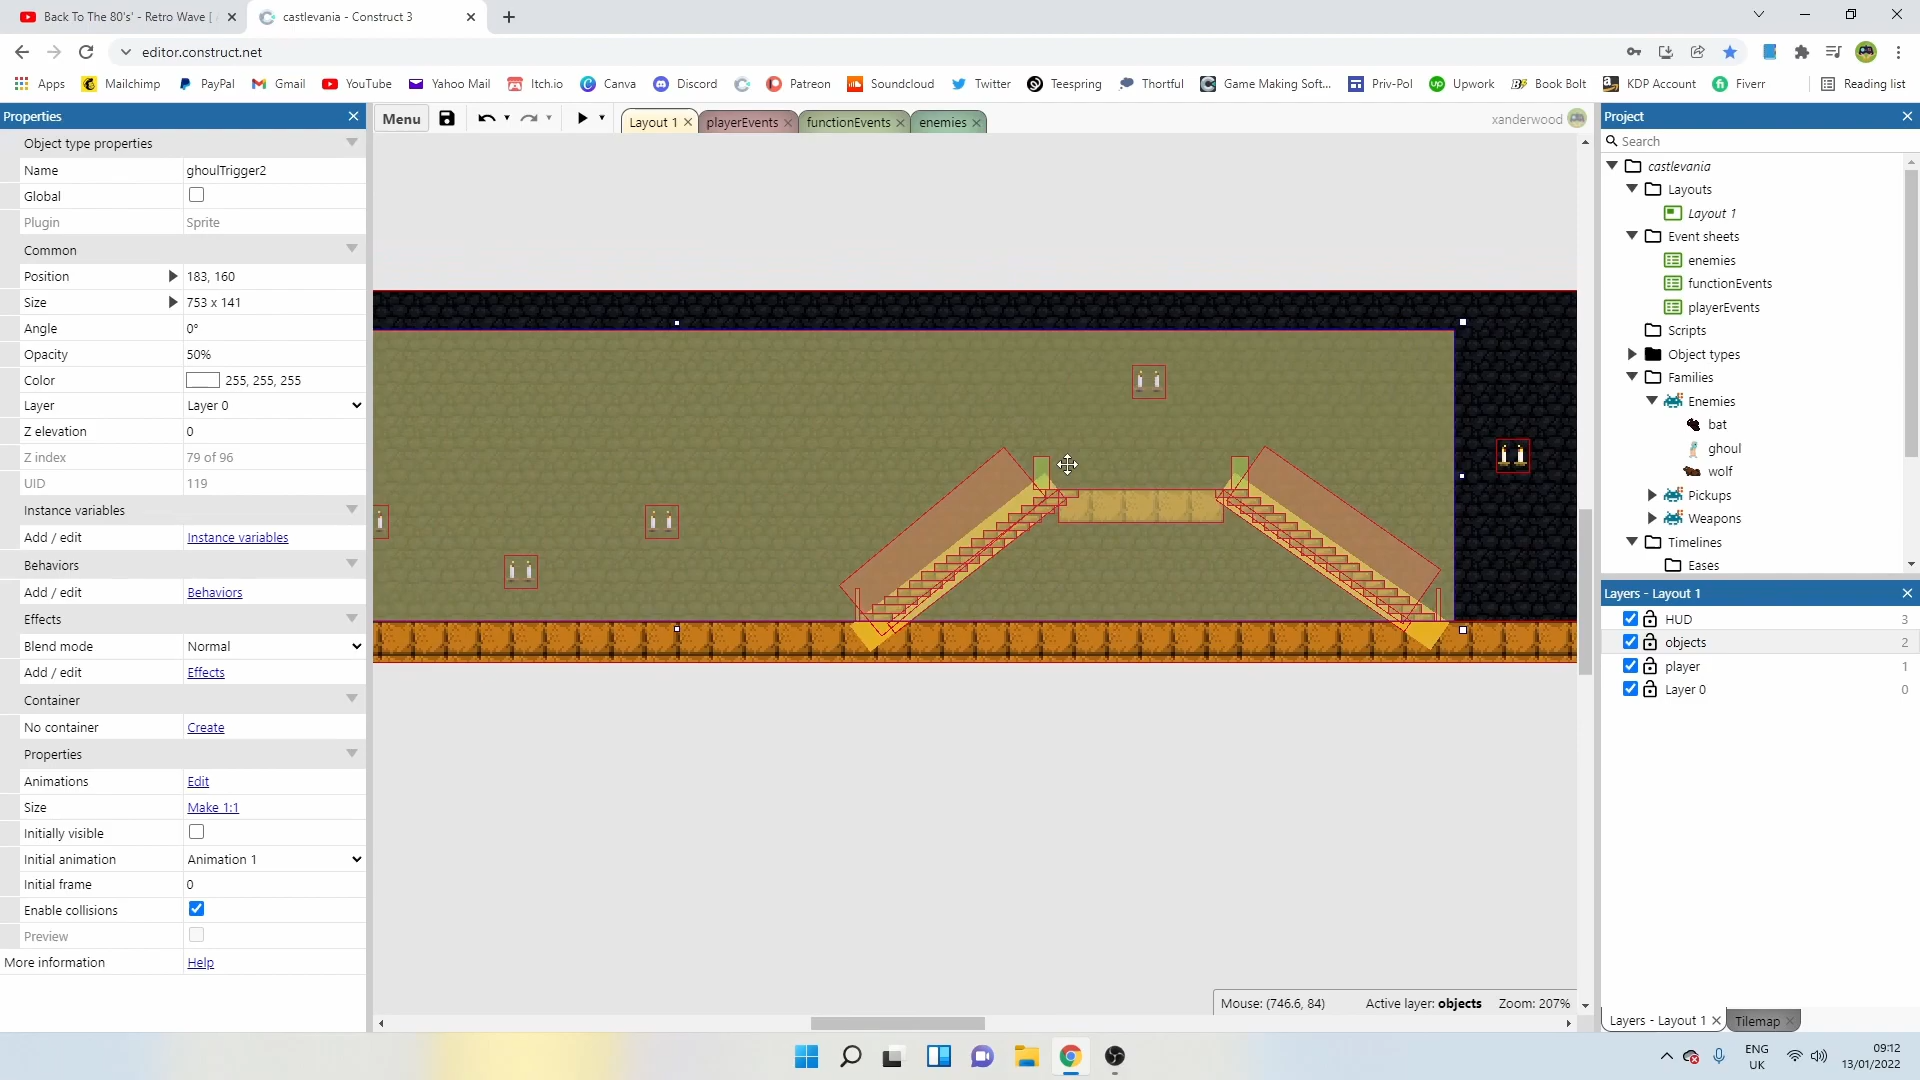 Back To The 80's' - Retro Wave [
castlevania - Construct 3
editor.construct.net
Apps Mailchimp PayPal Gmail YouTube Yahoo Mail Itch.io Canva Discord Patreon Soundcloud Twitter Teespring Thortful Game Making Soft... Priv-Pol Upwork Book Bolt KDP Account Fiverr Reading list
Properties
Menu
Layout 1 playerEvents functionEvents enemies
xanderwood
Object type properties
Name ghoulTrigger2
Global
Plugin Sprite
Common
Position 183, 160
Size 753 x 141
Angle 0°
Opacity 50%
Color 255, 255, 255
Layer Layer 0
Z elevation 0
Z index 79 of 96
UID 119
Instance variables
Add / edit Instance variables
Behaviors
Add / edit Behaviors
Effects
Blend mode Normal
Add / edit Effects
Container
No container Create
Properties
Animations Edit
Size Make 1:1
Initially visible
Initial animation Animation 1
Initial frame 0
Enable collisions
Preview
More information Help
Mouse: (746.6, 84) Active layer: objects Zoom: 207%
Project
Search
castlevania
Layouts
Layout 1
Event sheets
enemies
functionEvents
playerEvents
Scripts
Object types
Families
Enemies
bat
ghoul
wolf
Pickups
Weapons
Timelines
Eases
Layers - Layout 1
HUD 3
objects 2
player 1
Layer 0 0
Layers - Layout 1 Tilemap
ENG
UK
09:12
13/01/2022